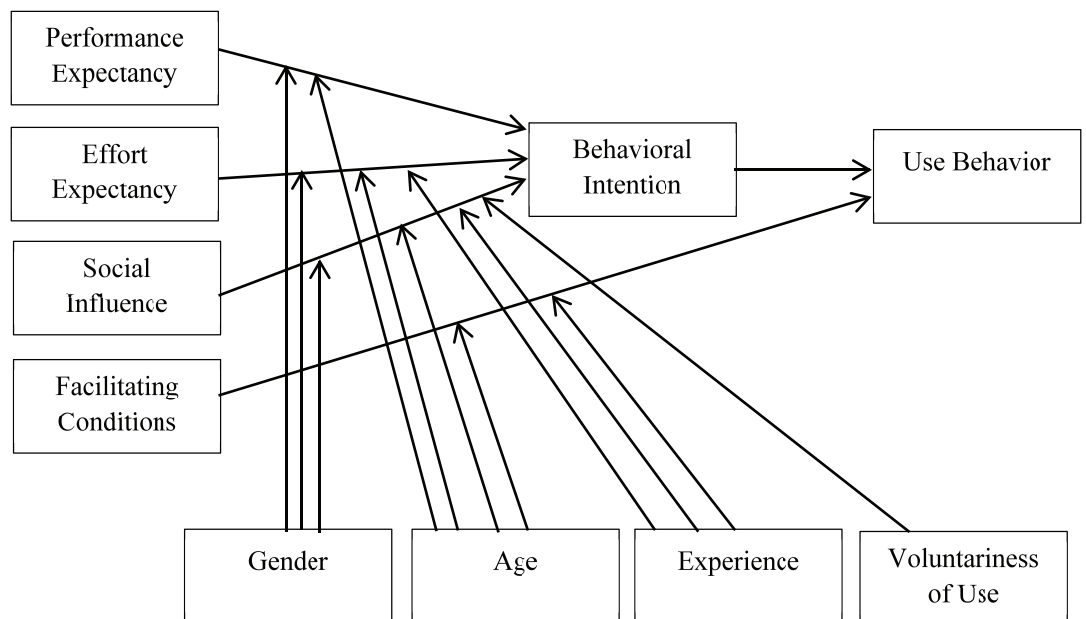 Performance
Expectancy
Effort
Expectancy
Social
Influence
Facilitating
Conditions
Behavioral
Intention
Use Behavior
Gender
Age
Experience
Voluntariness
of Use